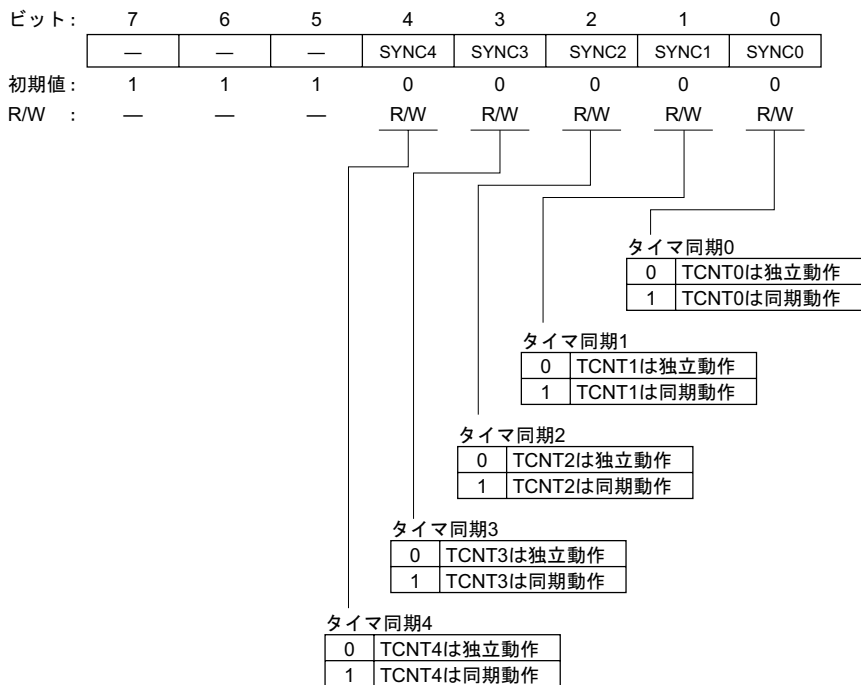 ビット: 7 6 5 4 3 2 1 0
— — — SYNC4 SYNC3 SYNC2 SYNC1 SYNC0
初期値: 1 1 1 0 0 0 0 0
R/W : — — — R/W R/W R/W R/W R/W
タイマ同期0
0 TCNT0は独立動作
1 TCNT0は同期動作
タイマ同期1
0 TCNT1は独立動作
1 TCNT1は同期動作
タイマ同期2
0 TCNT2は独立動作
1 TCNT2は同期動作
タイマ同期3
0 TCNT3は独立動作
1 TCNT3は同期動作
タイマ同期4
0 TCNT4は独立動作
1 TCNT4は同期動作